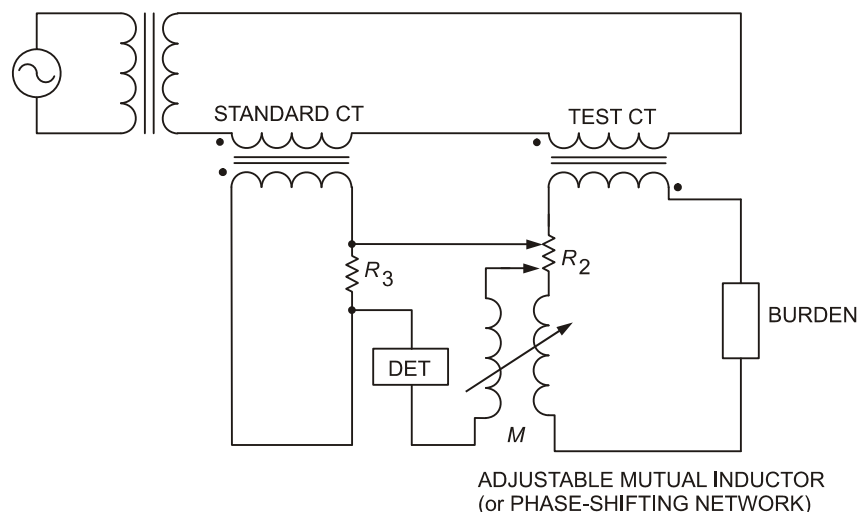 STANDARD CT
TEST CT
R3
R2
BURDEN
DET
M
ADJUSTABLE MUTUAL INDUCTOR
(or PHASE-SHIFTING NETWORK)